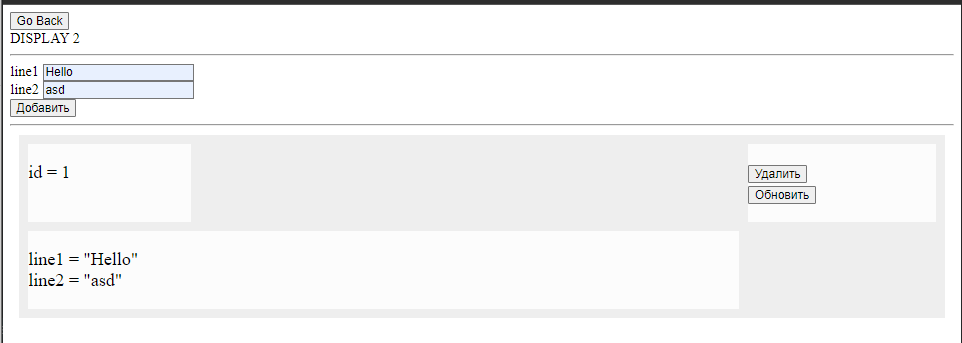 Go Back
DISPLAY 2
line1 Hello
line2 asd
Добавить
id = 1
Удалить
Обновить
line1 = "Hello"
line2 = "asd"